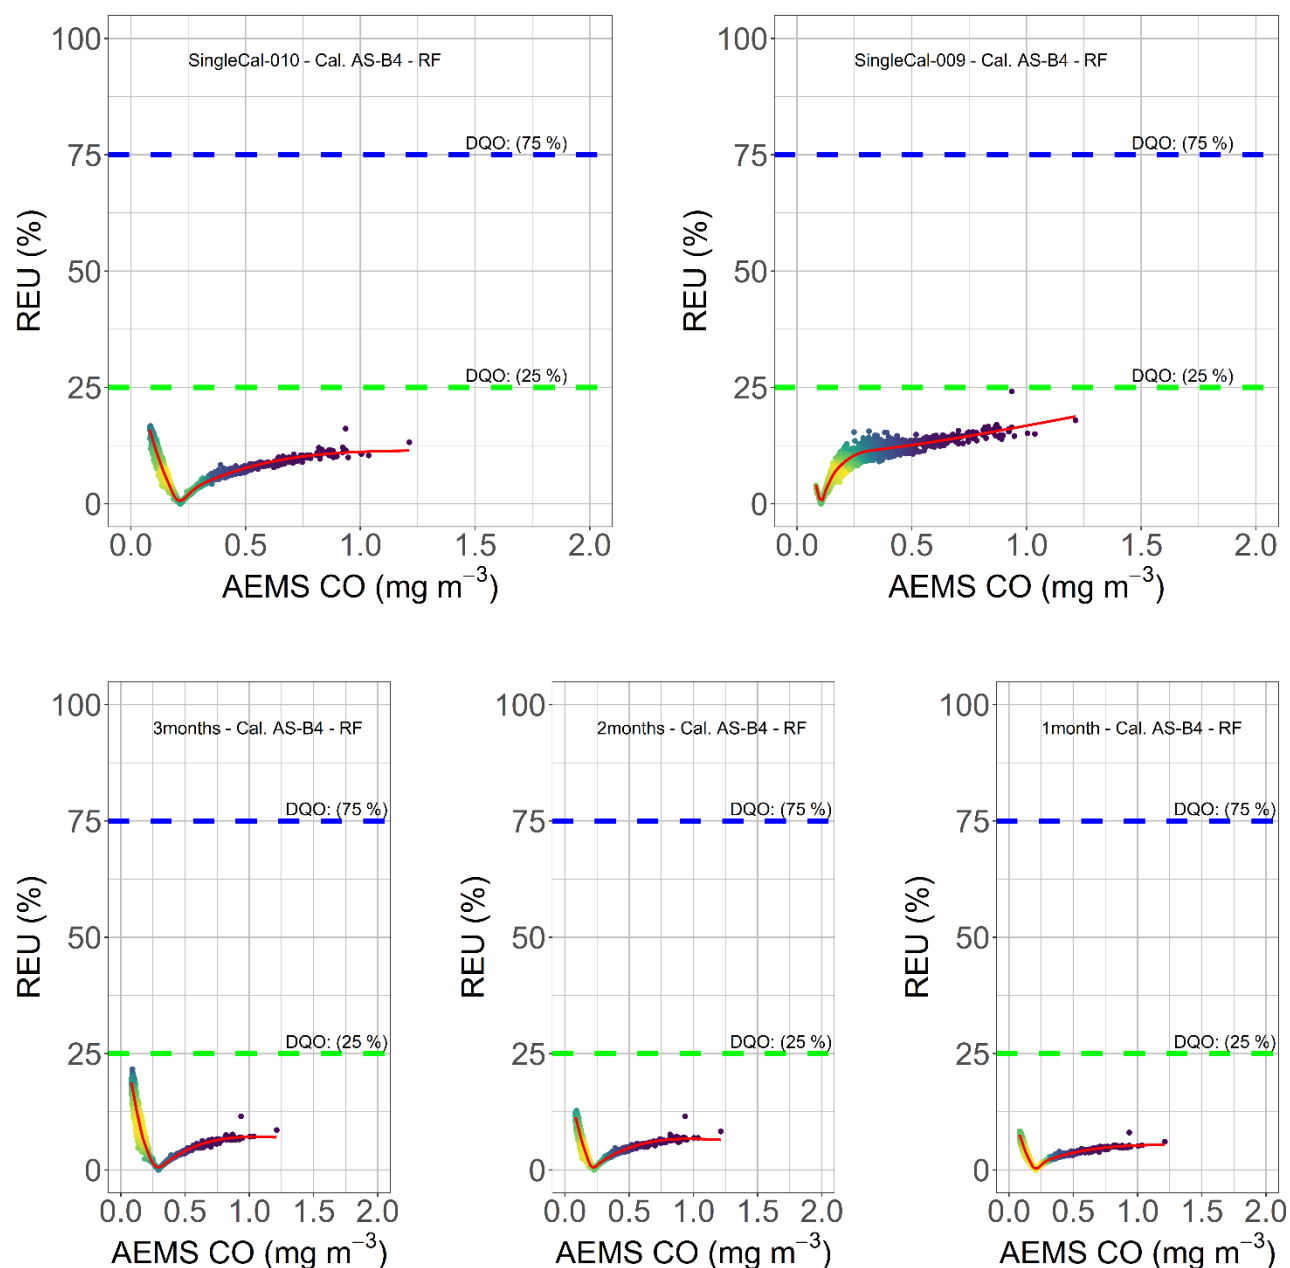 100
75
50
25
0
REU (%)
SingleCal-010 - Cal. AS-B4 - RF
DQO: (75 %)
DQO: (25 %)
0.0 0.5 1.0 1.5 2.0
AEMS CO (mg m⁻³)
100
75
50
25
0
REU (%)
SingleCal-009 - Cal. AS-B4 - RF
DQO: (75 %)
DQO: (25 %)
0.0 0.5 1.0 1.5 2.0
AEMS CO (mg m⁻³)
100
75
50
25
0
REU (%)
3months - Cal. AS-B4 - RF
DQO: (75 %)
DQO: (25 %)
0.0 0.5 1.0 1.5 2.0
AEMS CO (mg m⁻³)
100
75
50
25
0
REU (%)
2months - Cal. AS-B4 - RF
DQO: (75 %)
DQO: (25 %)
0.0 0.5 1.0 1.5 2.0
AEMS CO (mg m⁻³)
100
75
50
25
0
REU (%)
1month - Cal. AS-B4 - RF
DQO: (75 %)
DQO: (25 %)
0.0 0.5 1.0 1.5 2.0
AEMS CO (mg m⁻³)